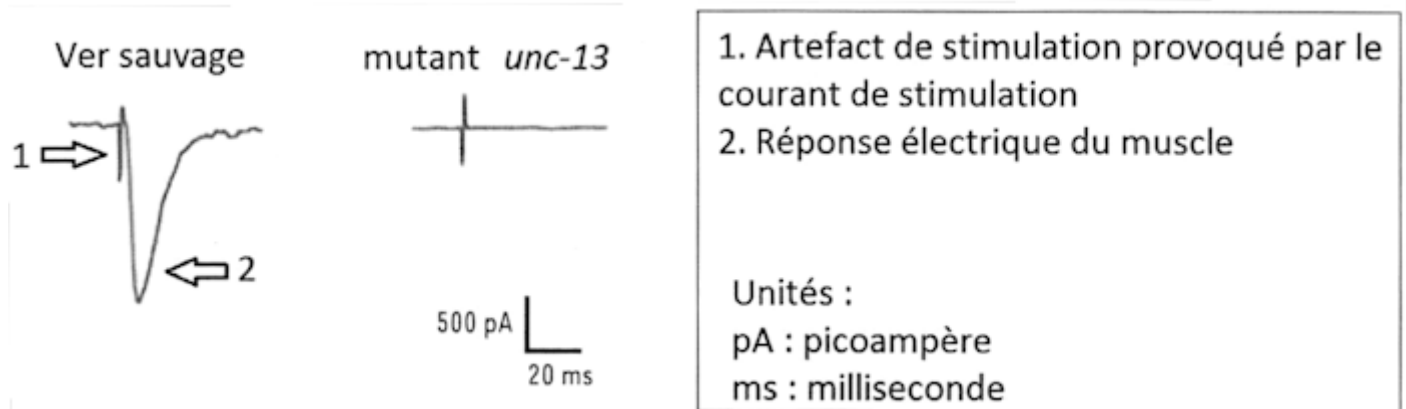 Ver sauvage
mutant unc-13
1
2
500 pA
20 ms
1. Artefact de stimulation provoqué par le
courant de stimulation
2. Réponse électrique du muscle
Unités :
pA : picoampère
ms : milliseconde